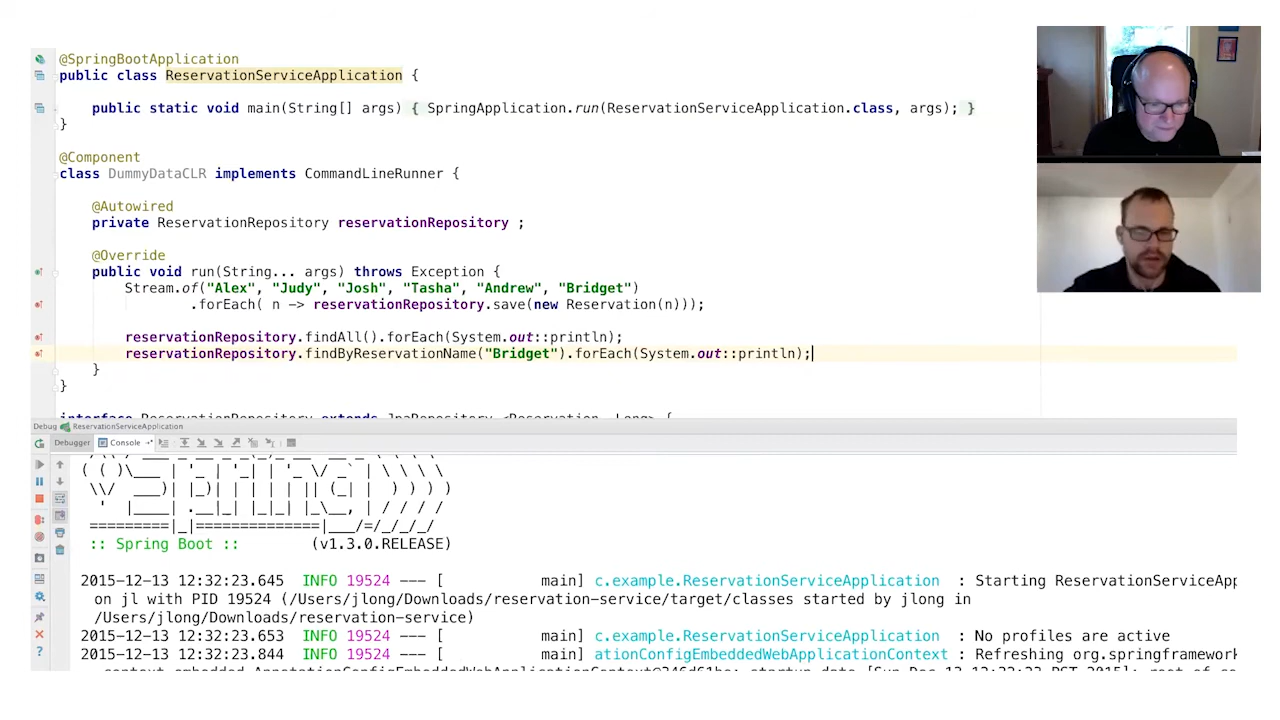 @SpringBootApplication
public class ReservationServiceApplication {
public static void main(String[] args) { SpringApplication.run(ReservationServiceApplication.class, args); }
}
@Component
class DummyDataCLR implements CommandLineRunner {
@Autowired
private ReservationRepository reservationRepository ;
@Override
public void run(String... args) throws Exception {
Stream.of("Alex", "Judy", "Josh", "Tasha", "Andrew", "Bridget")
.forEach( n -> reservationRepository.save(new Reservation(n)));
reservationRepository.findAll().forEach(System.out::println);
reservationRepository.findByReservationName("Bridget").forEach(System.out::println);
}
}
interface ReservationRepository extends JpaRepository <Reservation, Long> {
Debug ReservationServiceApplication
Debugger Console
:: Spring Boot :: (v1.3.0.RELEASE)
2015-12-13 12:32:23.645 INFO 19524 --- [ main] c.example.ReservationServiceApplication : Starting ReservationServiceApp
on jl with PID 19524 (/Users/jlong/Downloads/reservation-service/target/classes started by jlong in
/Users/jlong/Downloads/reservation-service)
2015-12-13 12:32:23.653 INFO 19524 --- [ main] c.example.ReservationServiceApplication : No profiles are active
2015-12-13 12:32:23.844 INFO 19524 --- [ main] ationConfigEmbeddedWebApplicationContext : Refreshing org.springframework